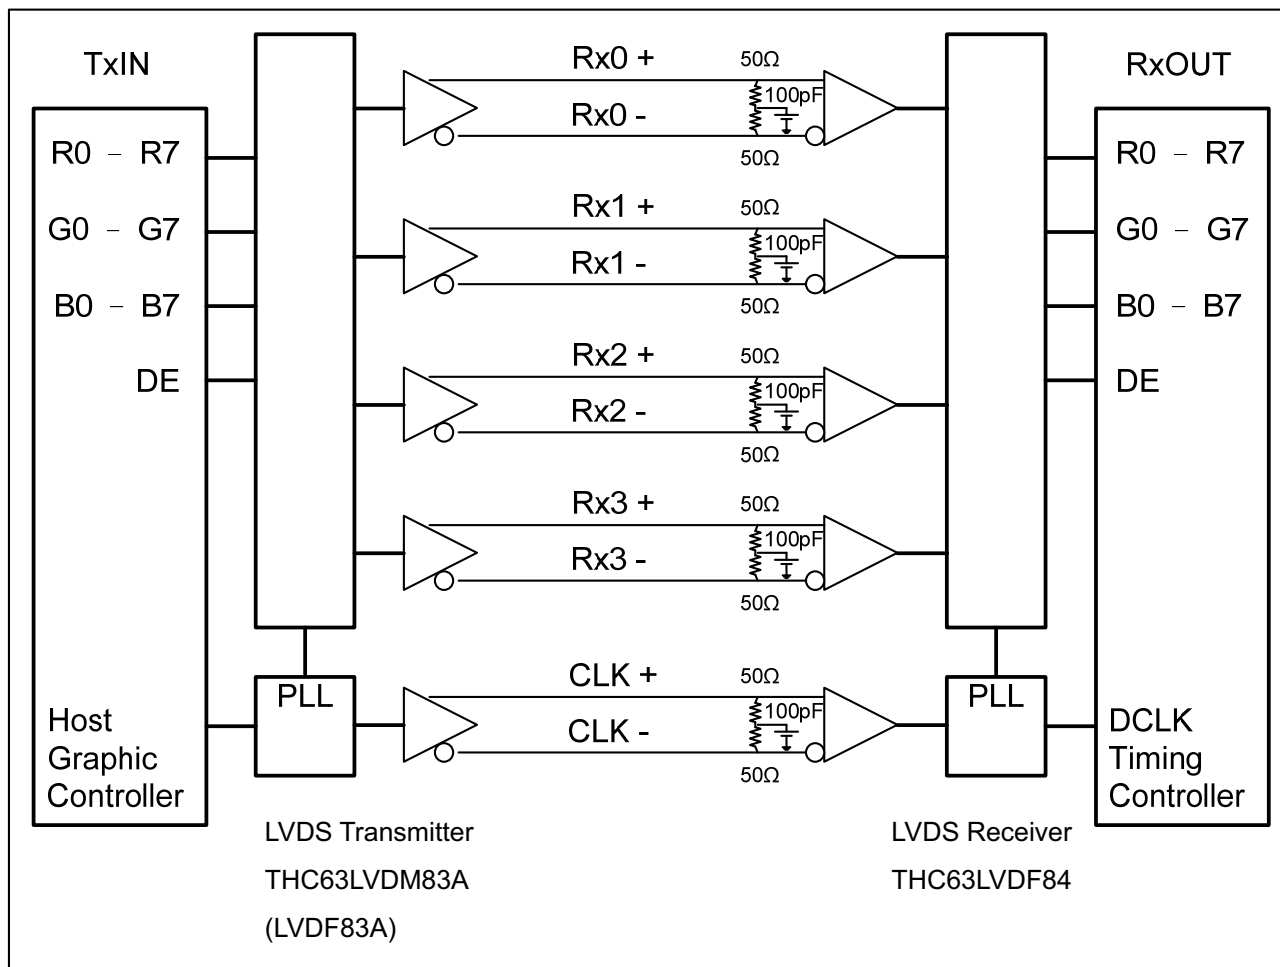 TxIN
RxOUT
R0 – R7
G0 – G7
B0 – B7
DE
Host
Graphic
Controller
PLL
Rx0 +
Rx0 -
50Ω
100pF
50Ω
Rx1 +
Rx1 -
50Ω
100pF
50Ω
Rx2 +
Rx2 -
50Ω
100pF
50Ω
Rx3 +
Rx3 -
50Ω
100pF
50Ω
CLK +
CLK -
50Ω
100pF
50Ω
PLL
R0 – R7
G0 – G7
B0 – B7
DE
DCLK
Timing
Controller
LVDS Transmitter
THC63LVDM83A
(LVDF83A)
LVDS Receiver
THC63LVDF84